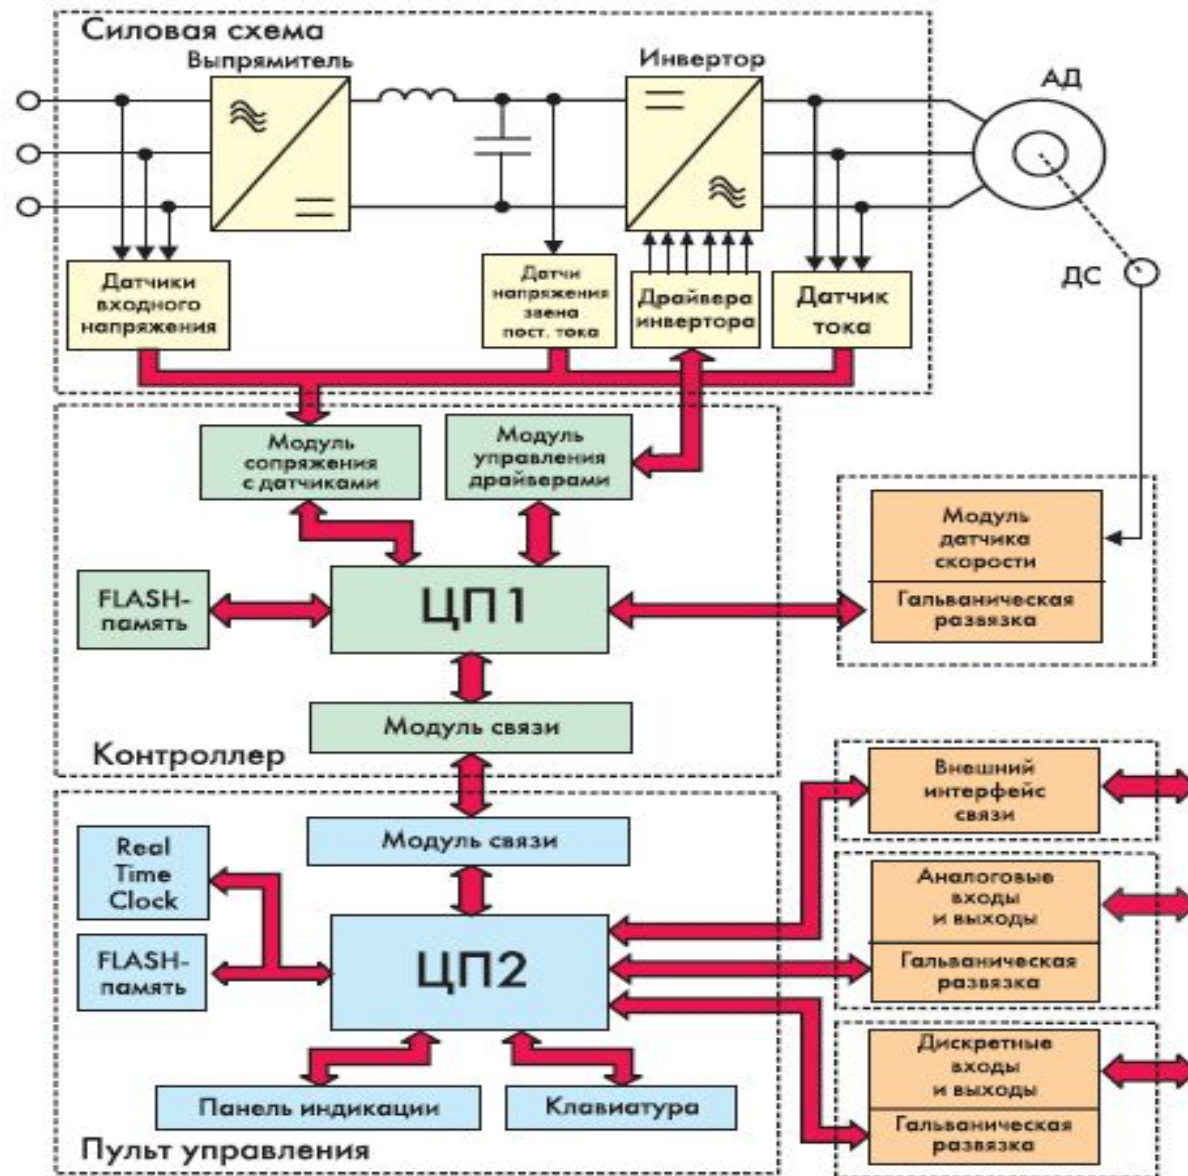 Силовая схема
Выпрямитель
Инвертор
АД
Датчики
входного
напряжения
Датчи
напряжения
звена
пост. тока
Драйвера
инвертора
Датчик
тока
ДС
Модуль
сопряжения
с датчиками
Модуль
управления
драйверами
Модуль
датчика
скорости
Гальваническая
развязка
FLASH-
память
ЦП1
Модуль связи
Контроллер
Внешний
интерфейс
связи
Модуль связи
Real
Time
Clock
Аналоговые
входы
и выходы
Гальваническая
развязка
FLASH-
память
ЦП2
Дискретные
входы
и выходы
Гальваническая
развязка
Панель индикации
Клавиатура
Пульт управления